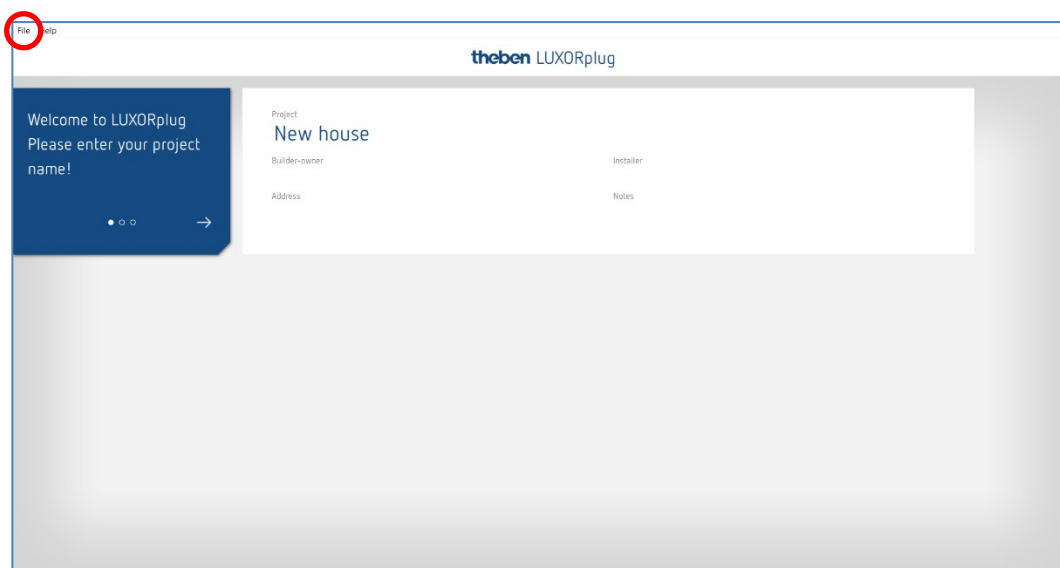 File Help
theben LUXORplug
Welcome to LUXORplug
Please enter your project
name!
Project
New house
Builder-owner
Installer
Address
Notes